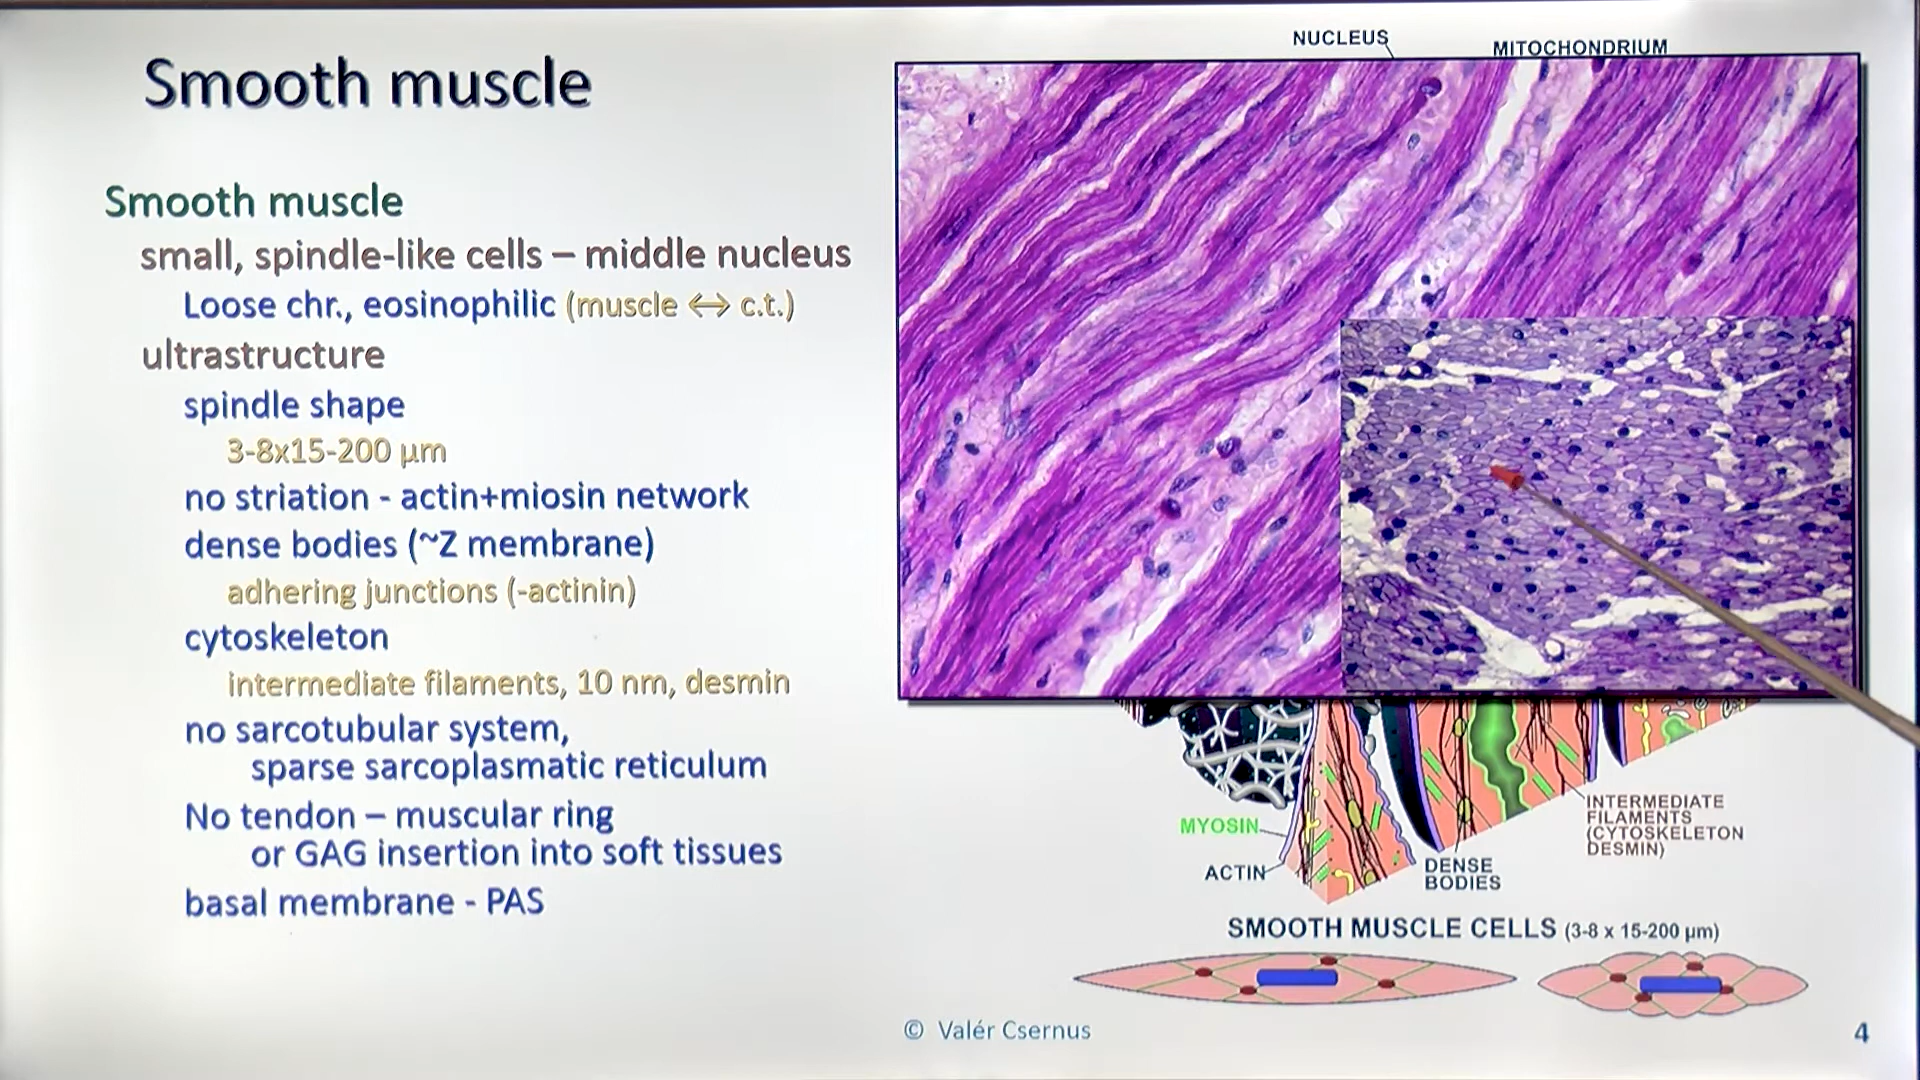 Smooth muscle
Smooth muscle
small, spindle-like cells – middle nucleus
Loose chr., eosinophilic (muscle ↔ c.t.)
ultrastructure
spindle shape
3-8x15-200 µm
no striation - actin+miosin network
dense bodies (~Z membrane)
adhering junctions (-actinin)
cytoskeleton
intermediate filaments, 10 nm, desmin
no sarcotubular system,
sparse sarcoplasmatic reticulum
No tendon – muscular ring
or GAG insertion into soft tissues
basal membrane - PAS
NUCLEUS
MITOCHONDRIUM
MYOSIN
ACTIN
DENSE
BODIES
INTERMEDIATE
FILAMENTS
(CYTOSKELETON
DESMIN)
SMOOTH MUSCLE CELLS (3-8 x 15-200 µm)
© Valér Csernus
4